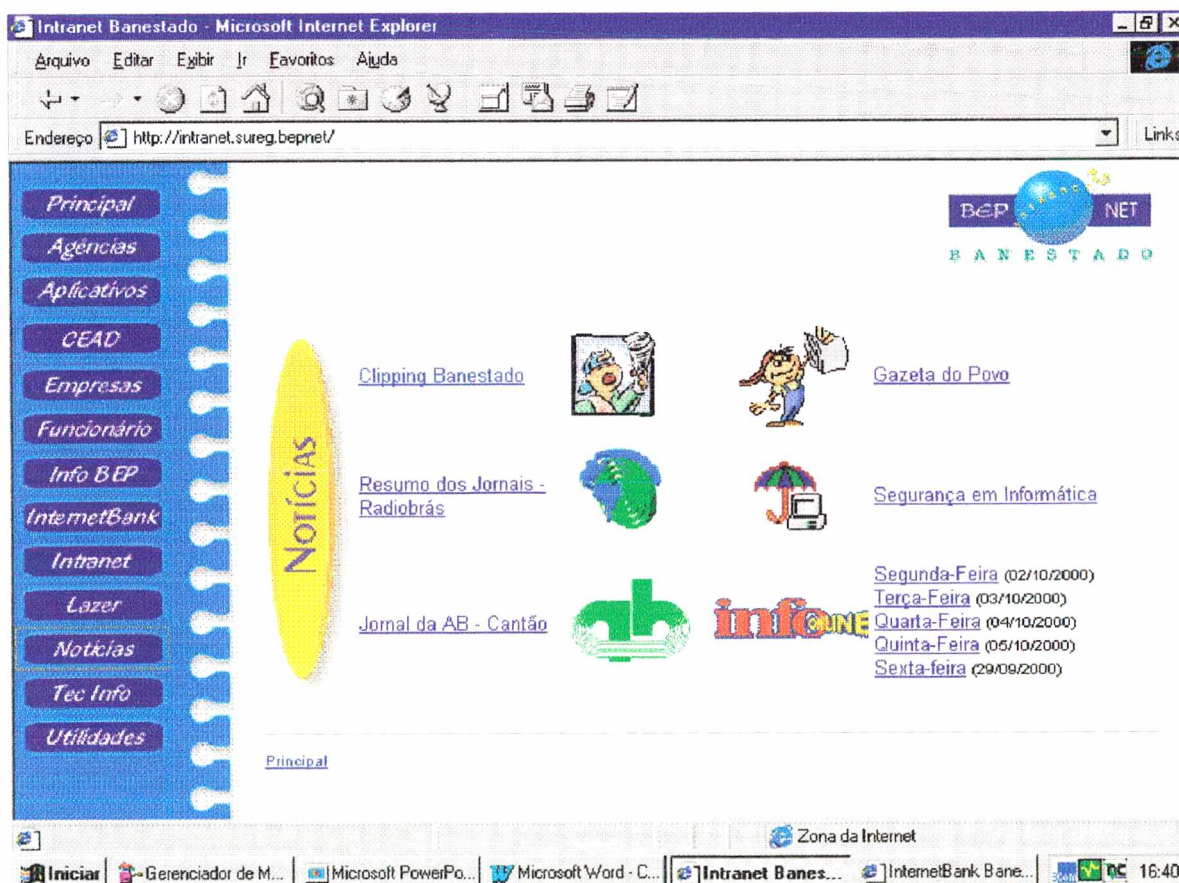 Intranet Banestado - Microsoft Internet Explorer
Arquivo Editar Exibir Ir Favoritos Ajuda
Endereço http://intranet.sureg.bepnet/ Links
Principal
Agências
Aplicativos
CEAD
Empresas
Funcionário
Info BEP
InternetBank
Intranet
Lazer
Notícias
Tec Info
Utilidades
BEP NET
BANESTADO
Notícias
Clipping Banestado
Gazeta do Povo
Resumo dos Jornais -
Radiobrás
Segurança em Informática
Jornal da AB - Cantão
info ONLINE
Segunda-Feira (02/10/2000)
Terça-Feira (03/10/2000)
Quarta-Feira (04/10/2000)
Quinta-Feira (05/10/2000)
Sexta-feira (29/09/2000)
Principal
Zona da Internet
Iniciar Gerenciador de M... Microsoft PowerPo... Microsoft Word - C... Intranet Banes... InternetBank Bane... 16:40